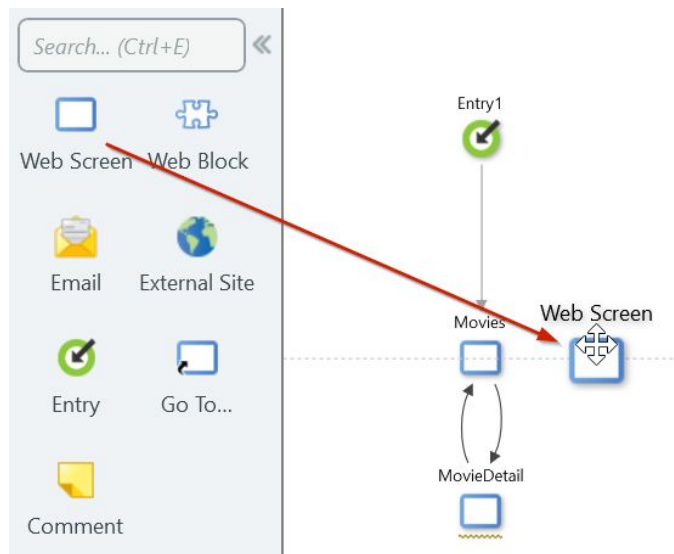 Search... (Ctrl+E)
Web Screen Web Block
Email External Site
Entry Go To...
Comment
Entry1
Movies
Web Screen
MovieDetail